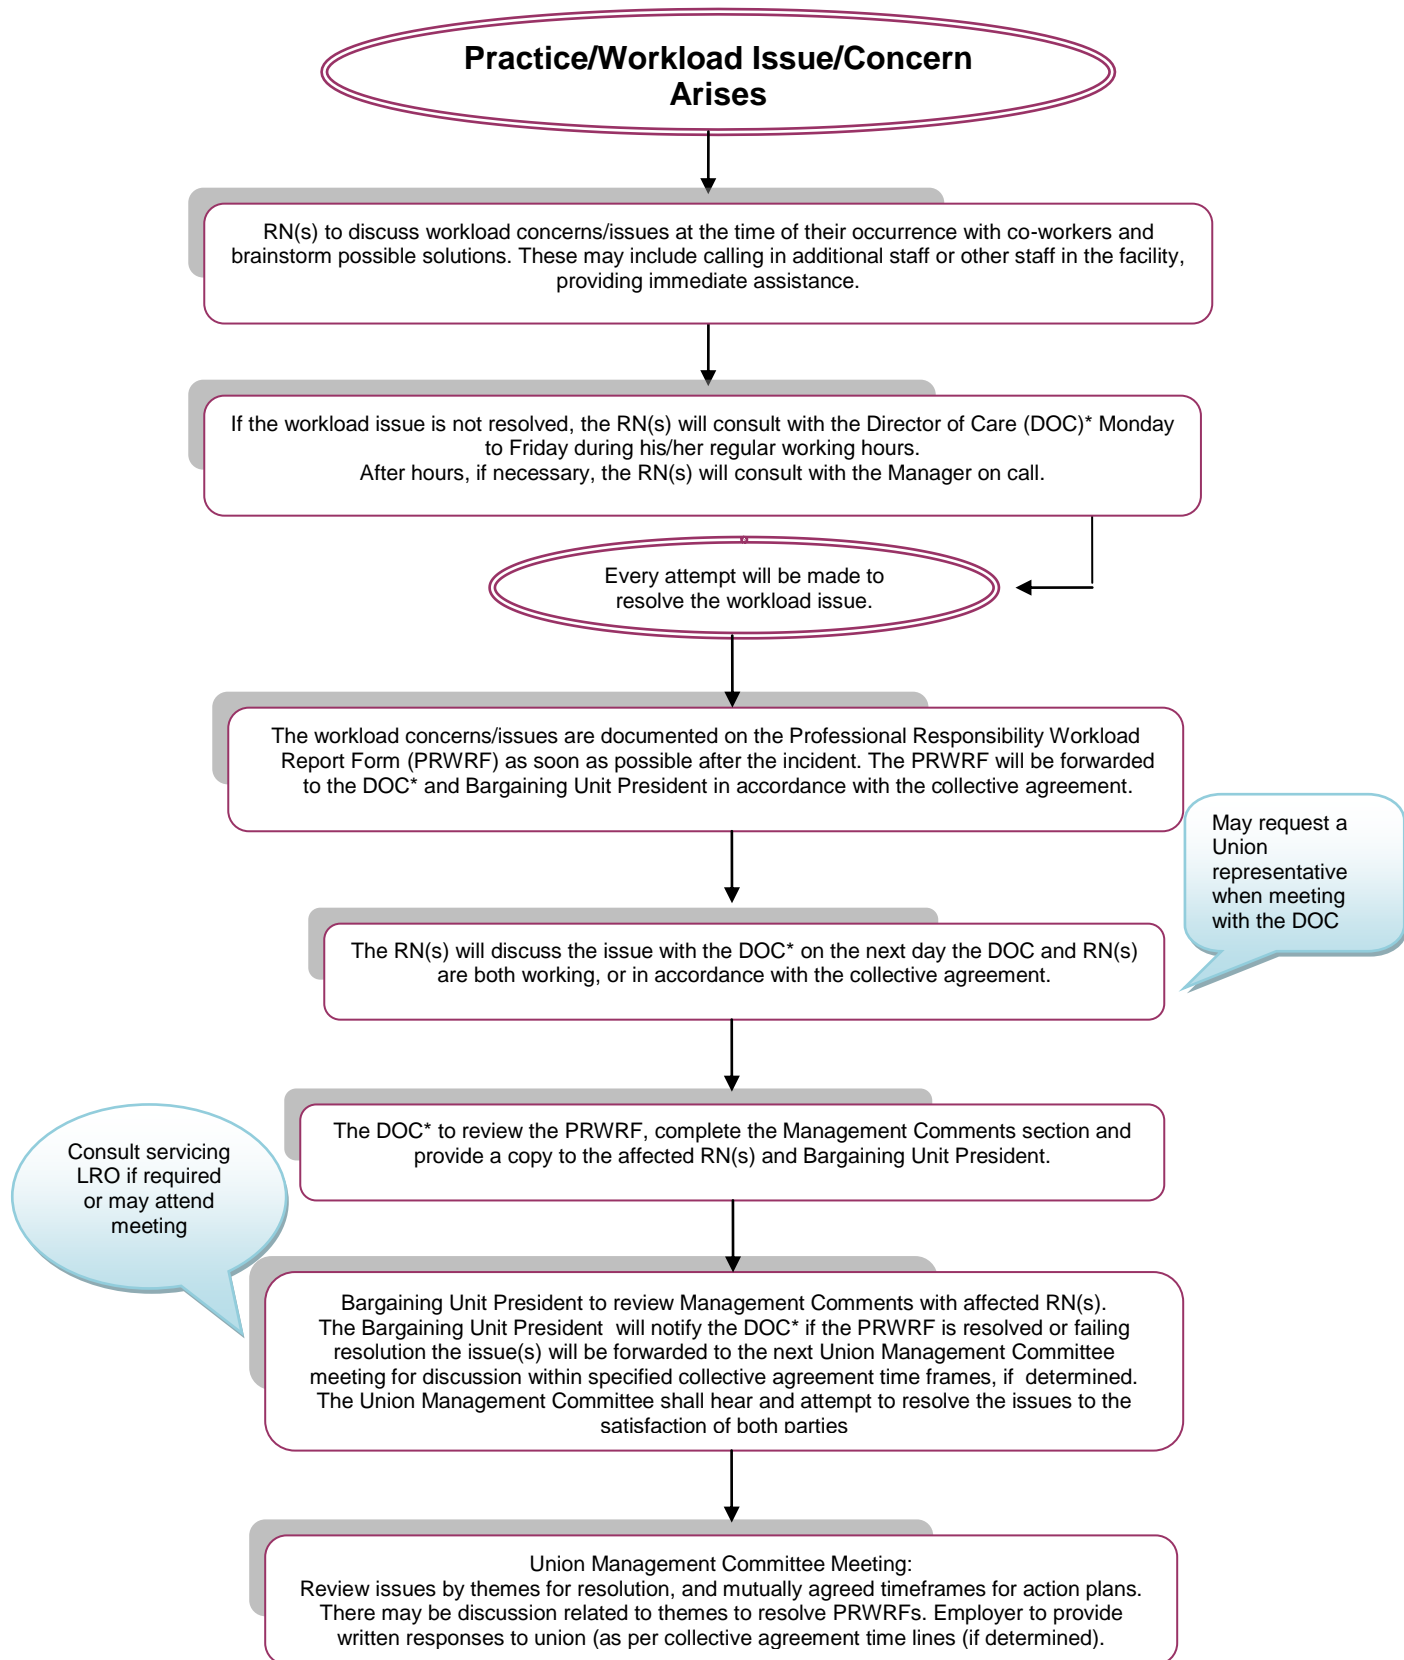 Practice/Workload Issue/Concern
Arises
RN(s) to discuss workload concerns/issues at the time of their occurrence with co-workers and
brainstorm possible solutions. These may include calling in additional staff or other staff in the facility,
providing immediate assistance.
If the workload issue is not resolved, the RN(s) will consult with the Director of Care (DOC)* Monday
to Friday during his/her regular working hours.
After hours, if necessary, the RN(s) will consult with the Manager on call.
Every attempt will be made to
resolve the workload issue.
The workload concerns/issues are documented on the Professional Responsibility Workload
Report Form (PRWRF) as soon as possible after the incident. The PRWRF will be forwarded
to the DOC* and Bargaining Unit President in accordance with the collective agreement.
May request a
Union
representative
when meeting
with the DOC
The RN(s) will discuss the issue with the DOC* on the next day the DOC and RN(s)
are both working, or in accordance with the collective agreement.
The DOC* to review the PRWRF, complete the Management Comments section and
provide a copy to the affected RN(s) and Bargaining Unit President.
Consult servicing
LRO if required
or may attend
meeting
Bargaining Unit President to review Management Comments with affected RN(s).
The Bargaining Unit President will notify the DOC* if the PRWRF is resolved or failing
resolution the issue(s) will be forwarded to the next Union Management Committee
meeting for discussion within specified collective agreement time frames, if determined.
The Union Management Committee shall hear and attempt to resolve the issues to the
satisfaction of both parties
Union Management Committee Meeting:
Review issues by themes for resolution, and mutually agreed timeframes for action plans.
There may be discussion related to themes to resolve PRWRFs. Employer to provide
written responses to union (as per collective agreement time lines (if determined).